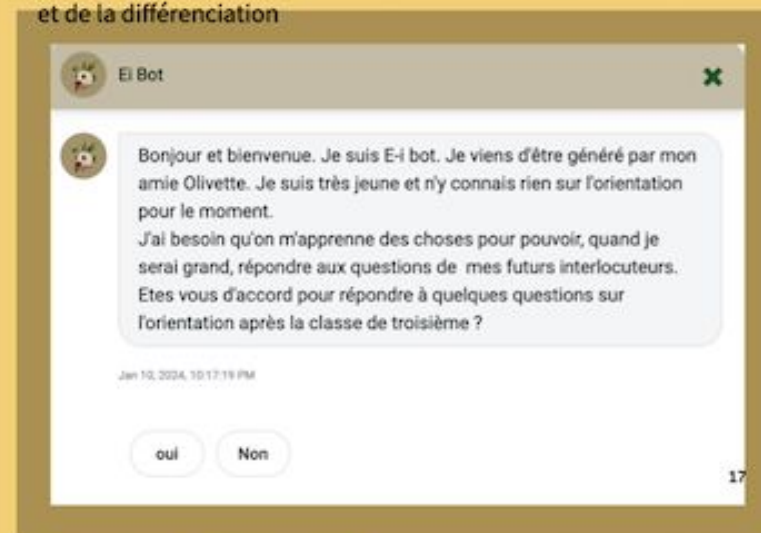 et de la différenciation
Ei Bot
Bonjour et bienvenue. Je suis E-i bot. Je viens d'être généré par mon
amie Olivette. Je suis très jeune et n'y connais rien sur l'orientation
pour le moment.
J'ai besoin qu'on m'apprenne des choses pour pouvoir, quand je
serai grand, répondre aux questions de mes futurs interlocuteurs.
Etes vous d'accord pour répondre à quelques questions sur
l'orientation après la classe de troisième ?
Jan 10, 2024, 10:17:19 PM
oui Non
17